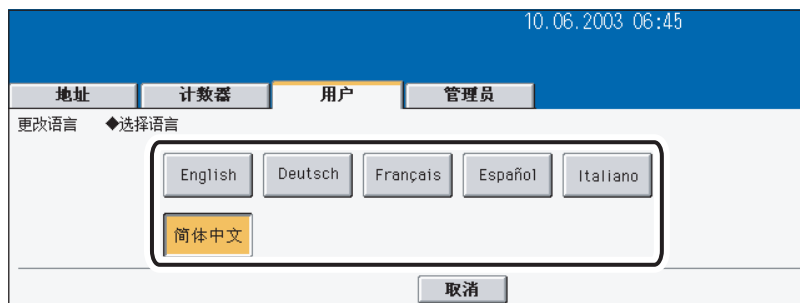 10.06.2003 06:45
地址 计数器 用户 管理员
更改语言 ◆选择语言
English Deutsch Français Español Italiano
简体中文
取消